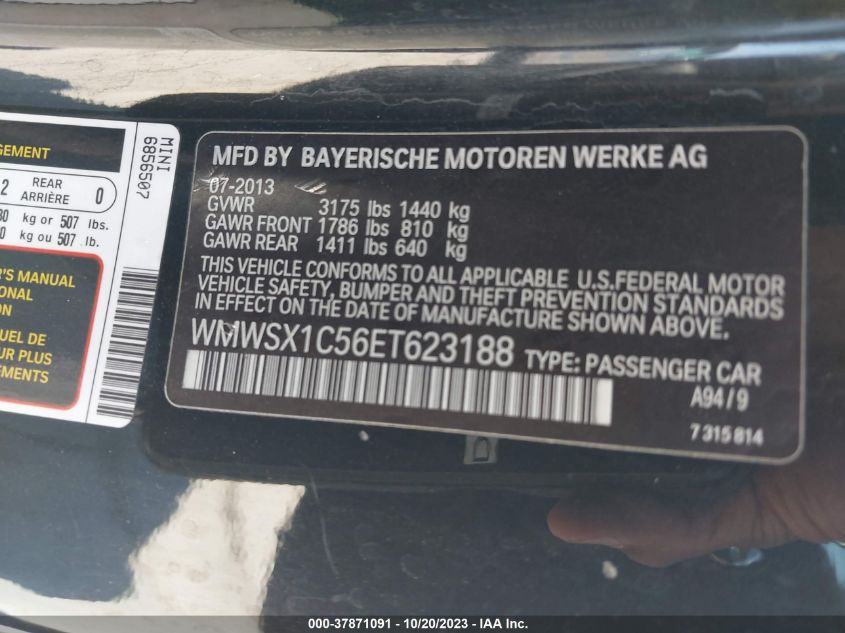 GEMENT
2 REAR ARRIÈRE 0
kg or 507 lbs.
kg ou 507 lb.
'S MANUAL
ONAL
ION
UEL DE
UR PLUS
EMENTS
MINI
6856507
MFD BY BAYERISCHE MOTOREN WERKE AG
07-2013
GVWR 3175 lbs 1440 kg
GAWR FRONT 1786 lbs 810 kg
GAWR REAR 1411 lbs 640 kg
THIS VEHICLE CONFORMS TO ALL APPLICABLE U.S.FEDERAL MOTOR
VEHICLE SAFETY, BUMPER AND THEFT PREVENTION STANDARDS
IN EFFECT ON THE DATE OF MANUFACTURE SHOWN ABOVE.
WMWSX1C56ET623188 TYPE: PASSENGER CAR
A94/9
7315814
000-37871091 - 10/20/2023 - IAA Inc.